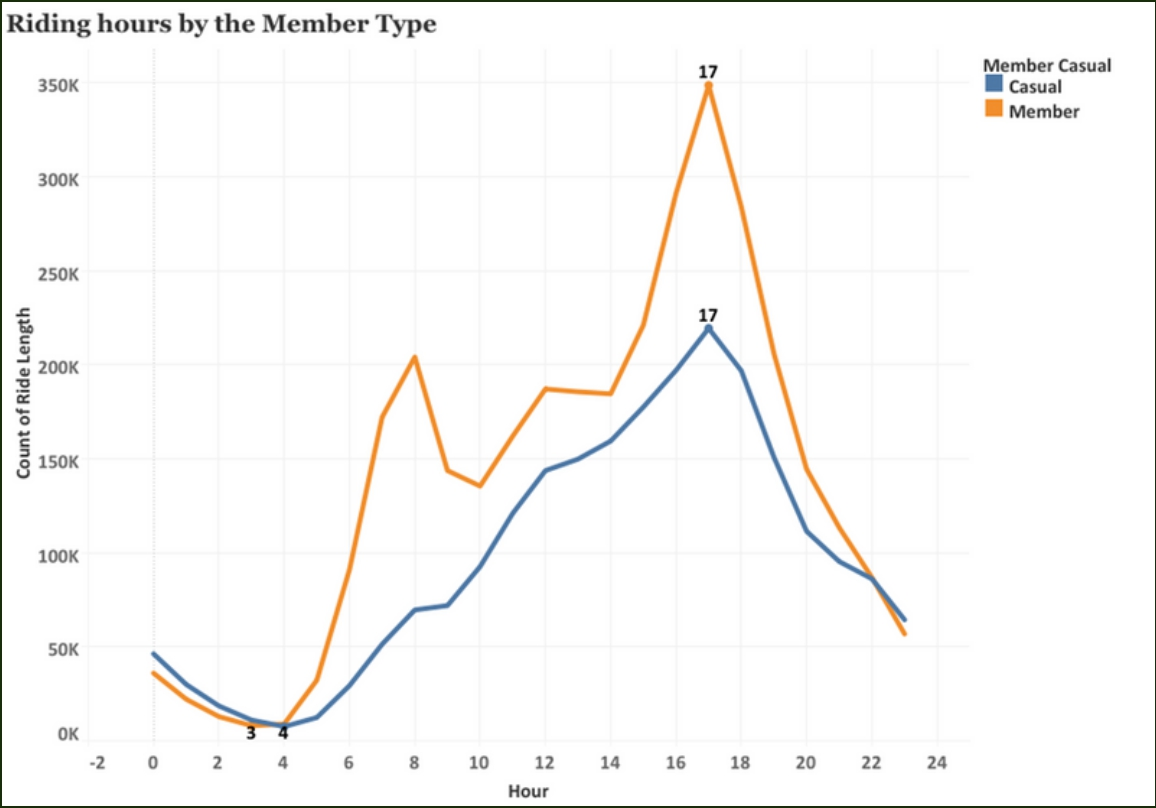 Riding hours by the Member Type
Member Casual
Casual
Member
Count of Ride Length
350K
300K
250K
200K
150K
100K
50K
0K
17
17
3
4
-2
0
2
4
6
8
10
12
14
16
18
20
22
24
Hour